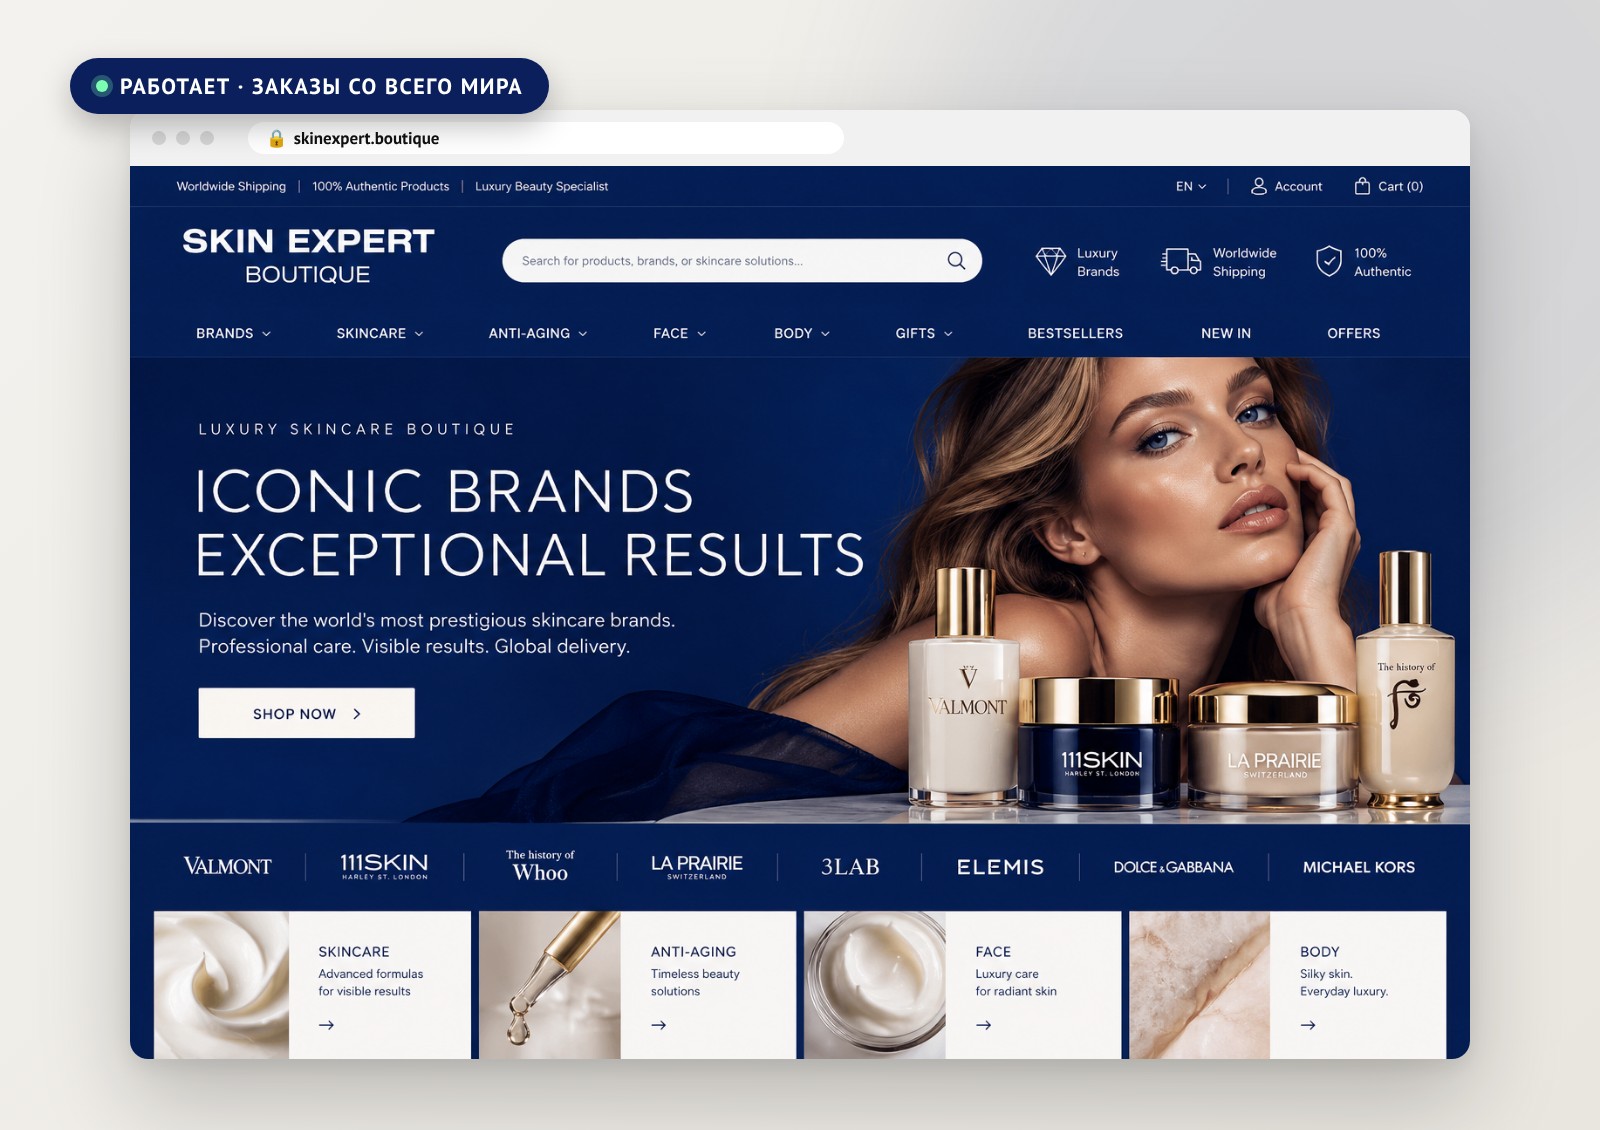 РАБОТАЕТ · ЗАКАЗЫ СО ВСЕГО МИРА
skinexpert.boutique
Worldwide Shipping | 100% Authentic Products | Luxury Beauty Specialist
EN
Account
Cart (0)
SKIN EXPERT
BOUTIQUE
Search for products, brands, or skincare solutions...
Luxury
Brands
Worldwide
Shipping
100%
Authentic
BRANDS
SKINCARE
ANTI-AGING
FACE
BODY
GIFTS
BESTSELLERS
NEW IN
OFFERS
LUXURY SKINCARE BOUTIQUE
ICONIC BRANDS
EXCEPTIONAL RESULTS
Discover the world's most prestigious skincare brands.
Professional care. Visible results. Global delivery.
SHOP NOW
V
VALMONT
111SKIN
HARLEY ST. LONDON
LA PRAIRIE
SWITZERLAND
The history of
VALMONT
111SKIN
HARLEY ST. LONDON
The history of
Whoo
LA PRAIRIE
SWITZERLAND
3LAB
ELEMIS
DOLCE & GABBANA
MICHAEL KORS
SKINCARE
Advanced formulas
for visible results
→
ANTI-AGING
Timeless beauty
solutions
→
FACE
Luxury care
for radiant skin
→
BODY
Silky skin.
Everyday luxury.
→